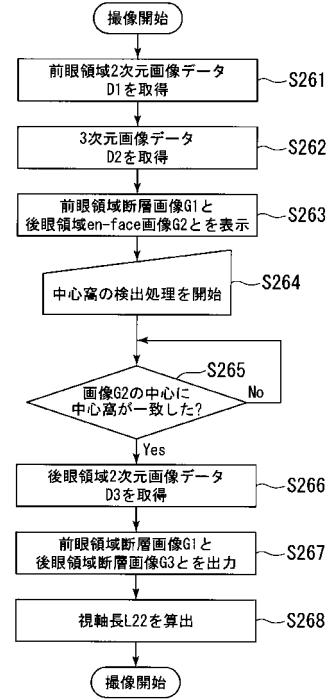 撮像開始
前眼領域2次元画像データ
D1を取得
S261
3次元画像データ
D2を取得
S262
前眼領域断層画像G1と
後眼領域en-face画像G2とを表示
S263
中心窩の検出処理を開始
S264
画像G2の中心に
中心窩が一致した?
S265
No
Yes
後眼領域2次元画像データ
D3を取得
S266
前眼領域断層画像G1と
後眼領域断層画像G3とを出力
S267
視軸長L22を算出
S268
撮像開始